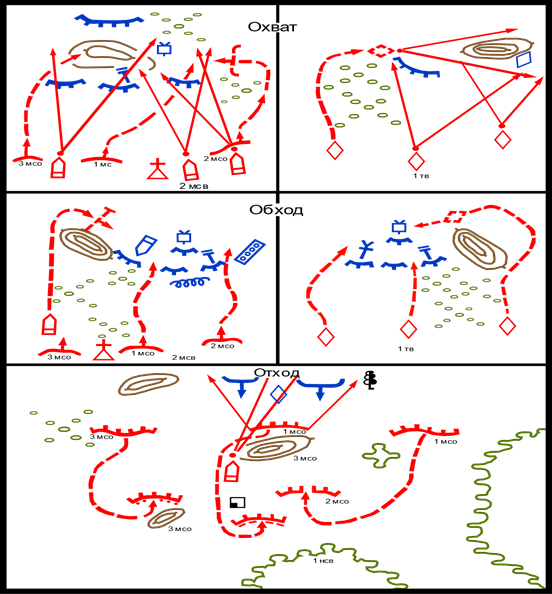 Охват
3 мсо
1 мс
2 мсо
2 мсв
1 тв
Обход
3 мсо
1 мсо
2 мсв
2 мсо
1 тв
Отход
3 мсо
1 мсо
1 мсо
3 мсо
2 мсо
3 мсо
1 нсв